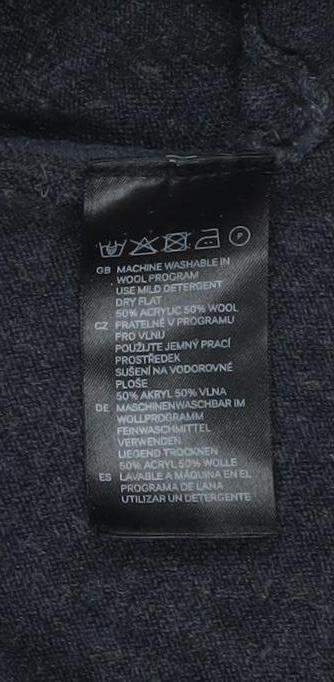 P
GB MACHINE WASHABLE IN
WOOL PROGRAM
USE MILD DETERGENT
DRY FLAT
50% ACRYLIC 50% WOOL
CZ PRATELNÉ V PROGRAMU
PRO VLNU
POUŽIJTE JEMNÝ PRACÍ
PROSTŘEDEK
SUŠENÍ NA VODOROVNÉ
PLOŠE
50% AKRYL 50% VLNA
DE MASCHINENWASCHBAR IM
WOLLPROGRAMM
FEINWASCHMITTEL
VERWENDEN
LIEGEND TROCKNEN
50% ACRYL 50% WOLLE
ES LAVABLE A MÁQUINA EN EL
PROGRAMA DE LANA
UTILIZAR UN DETERGENTE